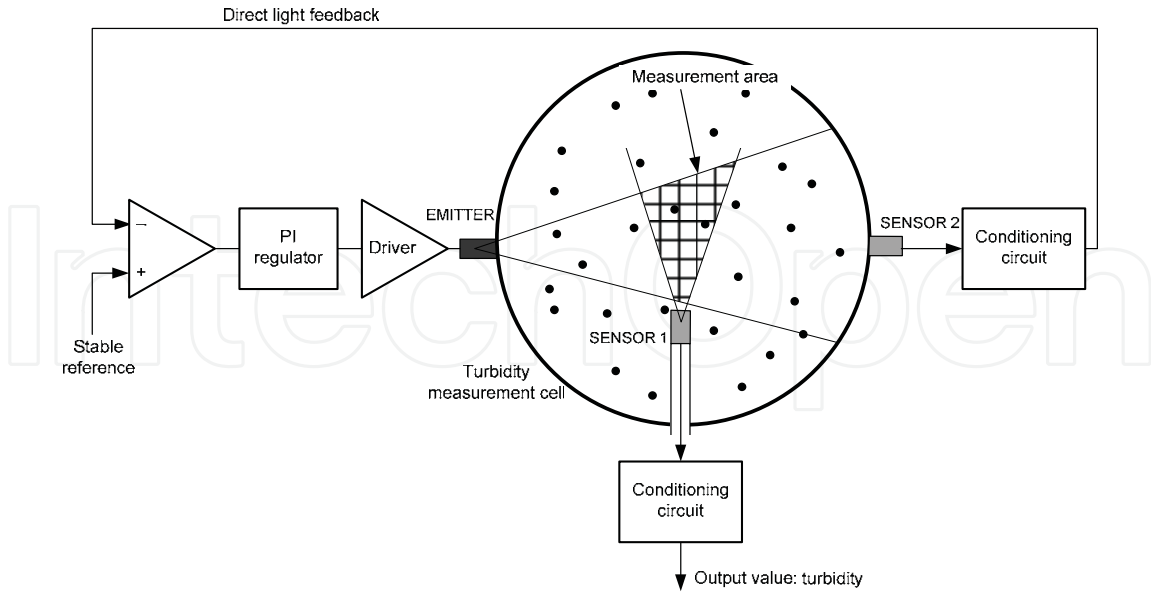 Direct light feedback
Measurement area
EMITTER
SENSOR 2
–
PI
regulator
Driver
Conditioning
circuit
+
SENSOR 1
Stable
reference
Turbidity
measurement cell
Conditioning
circuit
Output value: turbidity
IntechOpen